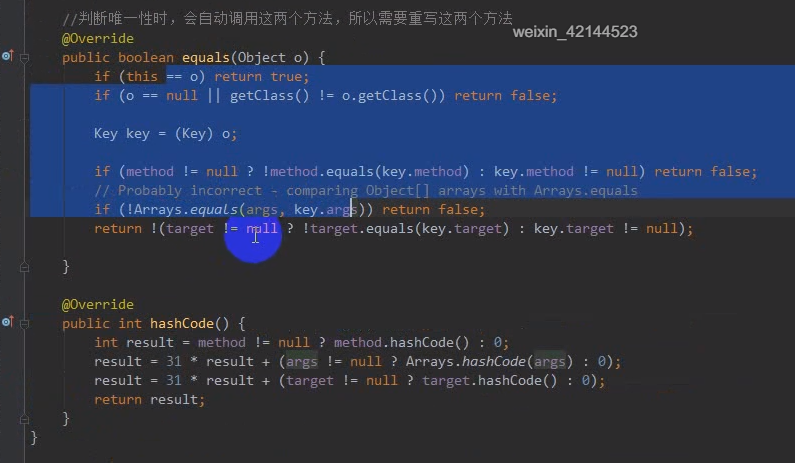 //判断唯一性时，会自动调用这两个方法，所以需要重写这两个方法
weixin_42144523
@Override
public boolean equals(Object o) {
if (this == o) return true;
if (o == null || getClass() != o.getClass()) return false;
Key key = (Key) o;
if (method != null ? !method.equals(key.method) : key.method != null) return false;
// Probably incorrect - comparing Object[] arrays with Arrays.equals
if (!Arrays.equals(args, key.args)) return false;
return !(target != null ? !target.equals(key.target) : key.target != null);
}
@Override
public int hashCode() {
int result = method != null ? method.hashCode() : 0;
result = 31 * result + (args != null ? Arrays.hashCode(args) : 0);
result = 31 * result + (target != null ? target.hashCode() : 0);
return result;
}
}